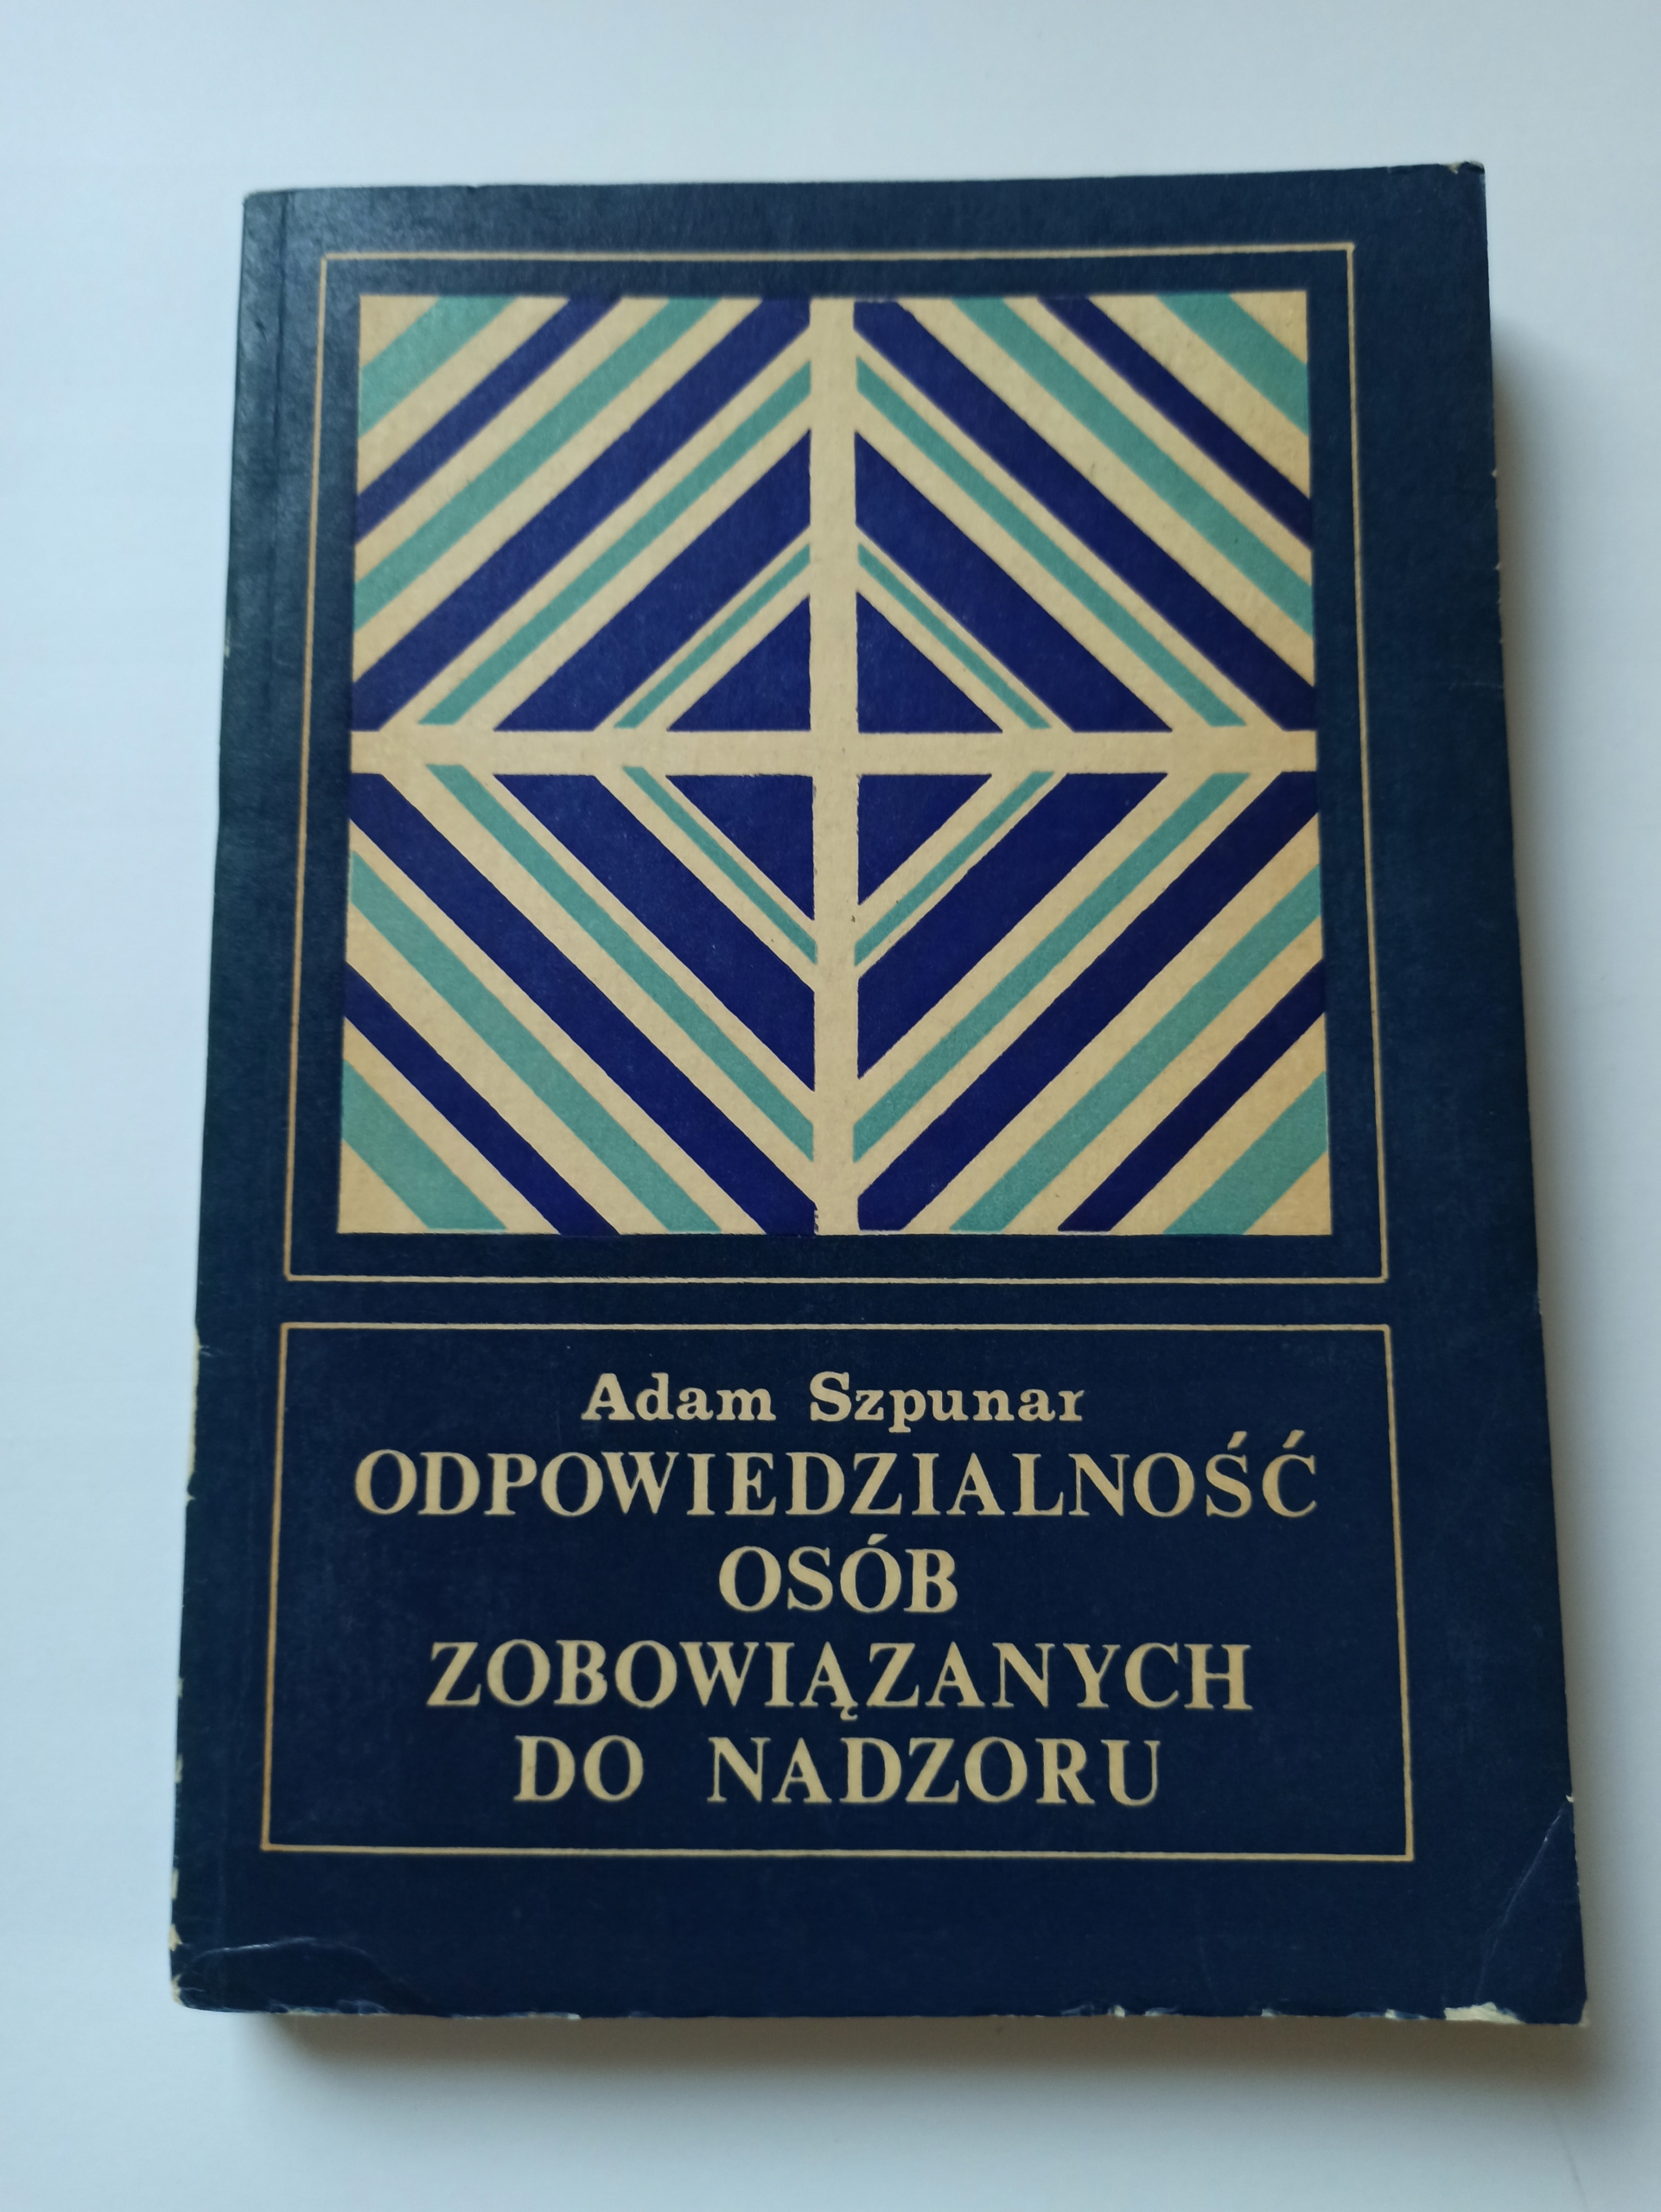 Adam Szpunar
ODPOWIEDZIALNOŚĆ
OSÓB
ZOBOWIĄZANYCH
DO NADZORU